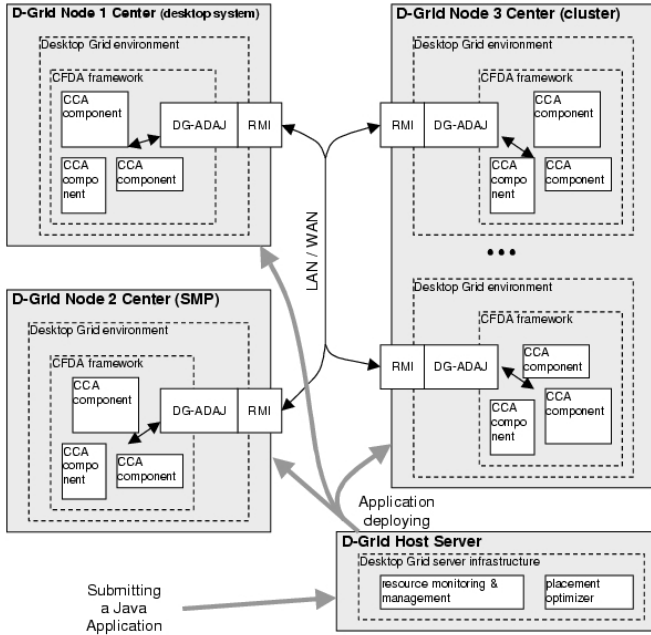 D-Grid Node 1 Center (desktop system)
Desktop Grid environment
CFDA framework
CCA
component
DG-ADAJ
RMI
CCA
compo
nent
CCA
component
D-Grid Node 2 Center (SMP)
Desktop Grid environment
CFDA framework
CCA
component
DG-ADAJ
RMI
CCA
compo
nent
CCA
component
LAN / WAN
D-Grid Node 3 Center (cluster)
Desktop Grid environment
CFDA framework
CCA
component
RMI
DG-ADAJ
CCA
compo
nent
CCA
component
•••
Desktop Grid environment
CFDA framework
CCA
component
RMI
DG-ADAJ
CCA
compo
nent
CCA
component
Application
deploying
D-Grid Host Server
Desktop Grid server infrastructure
resource monitoring &
management
placement
optimizer
Submitting
a Java
Application